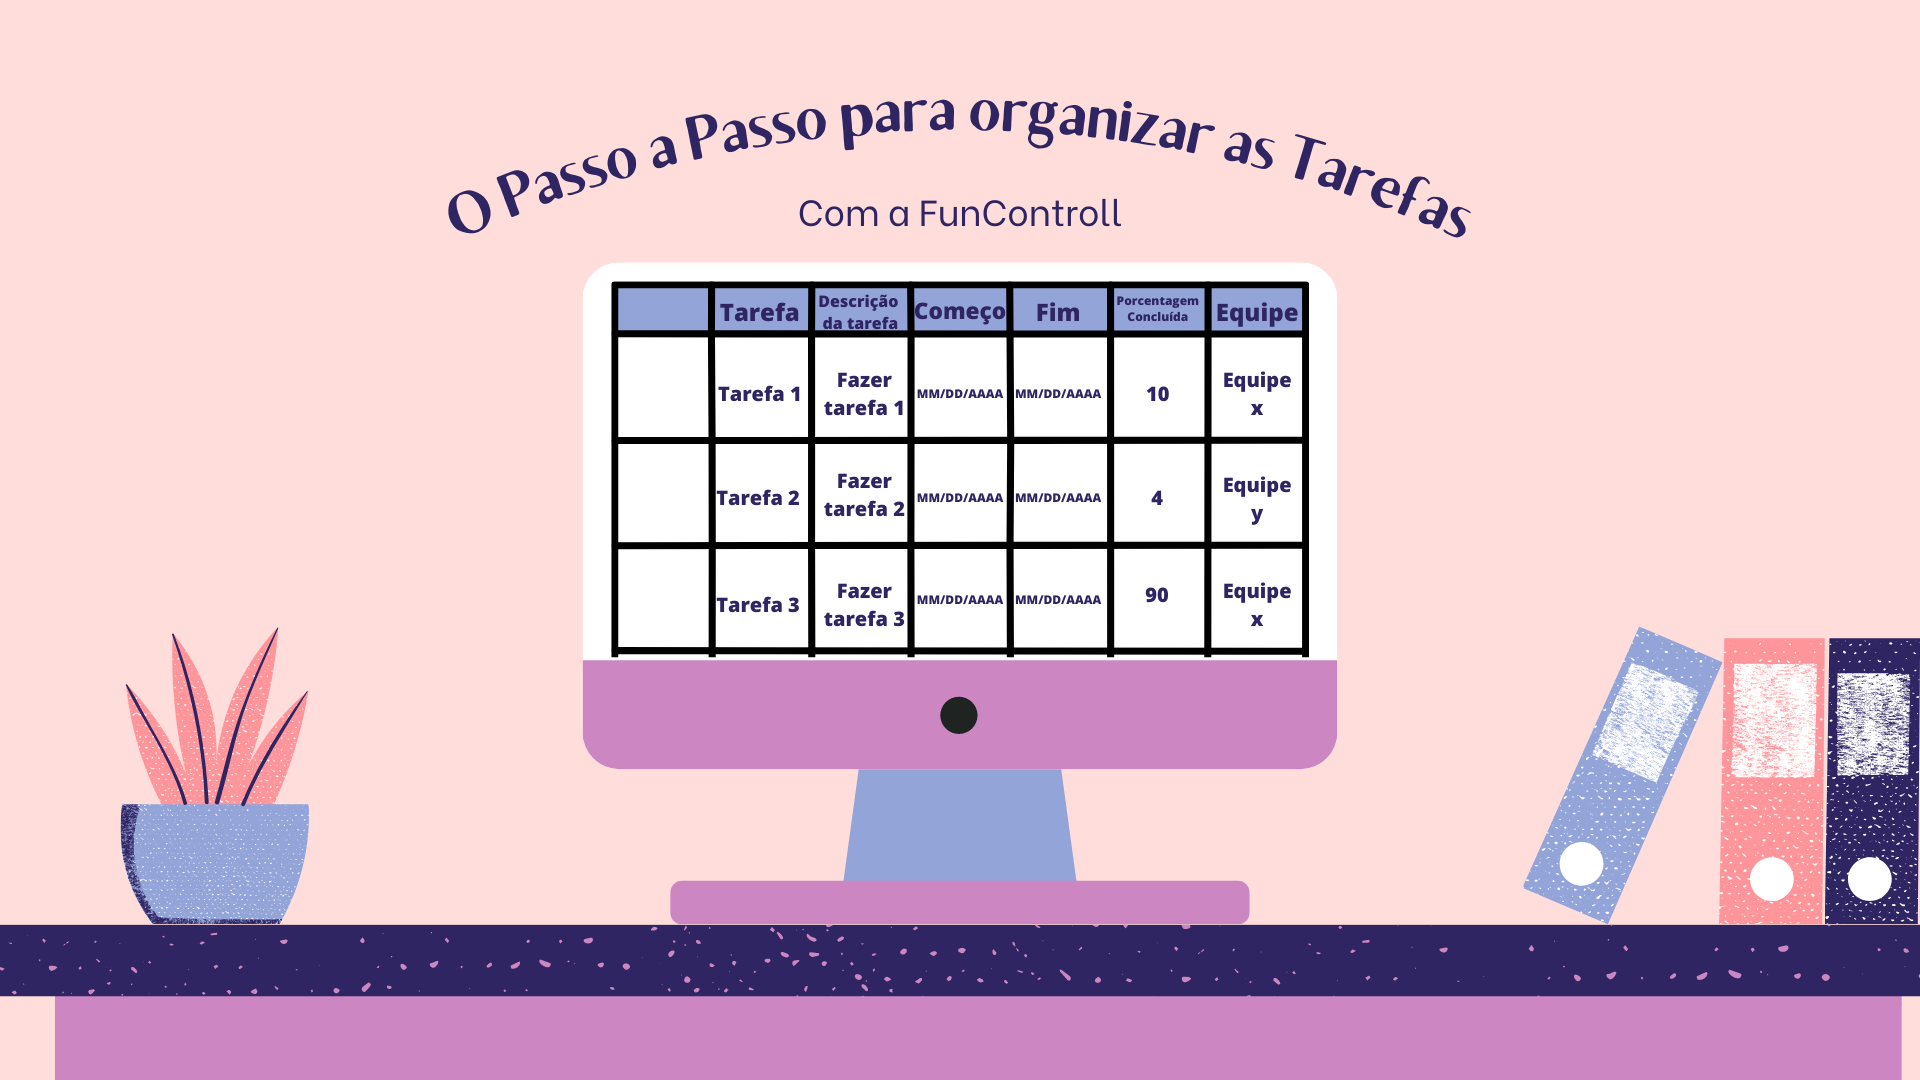 O Passo a Passo para organizar as Tarefas
Com a FunControll
Tarefa
Descrição
da tarefa
Começo
Fim
Porcentagem
Concluída
Equipe
Tarefa 1
Fazer
tarefa 1
MM/DD/AAAA
MM/DD/AAAA
10
Equipe
x
Tarefa 2
Fazer
tarefa 2
MM/DD/AAAA
MM/DD/AAAA
4
Equipe
y
Tarefa 3
Fazer
tarefa 3
MM/DD/AAAA
MM/DD/AAAA
90
Equipe
x